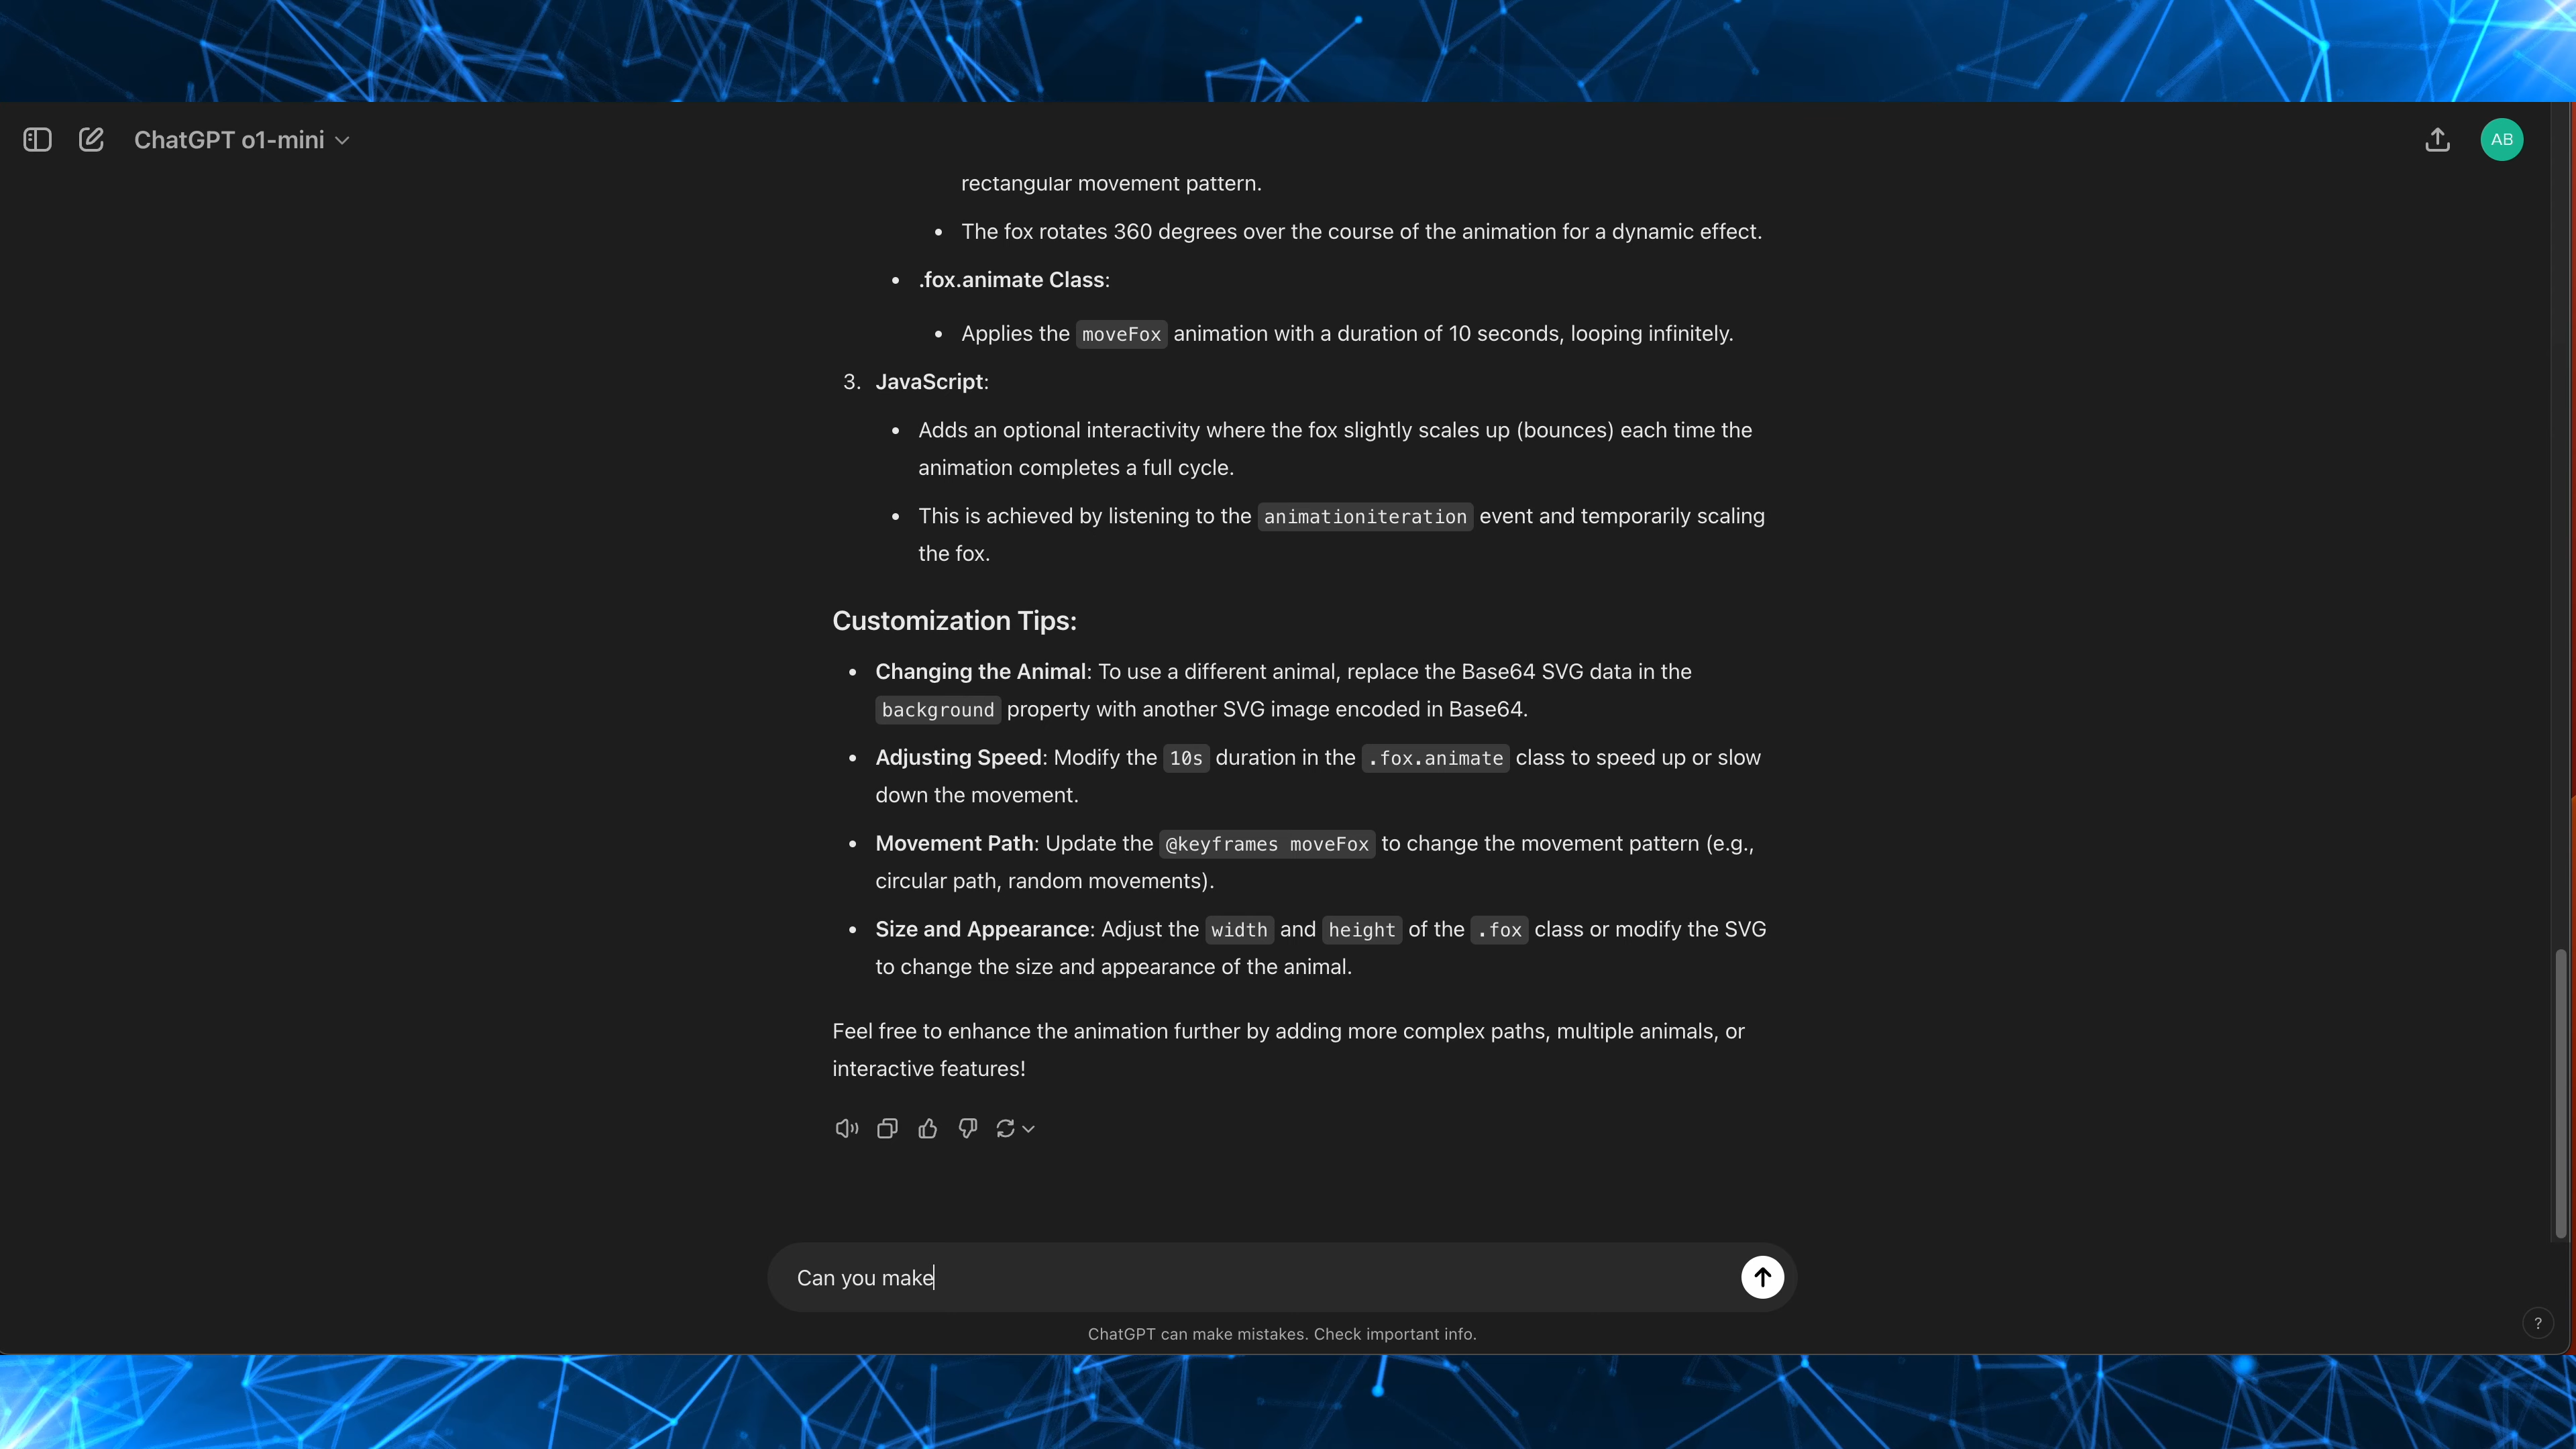 ChatGPT o1-mini
AB
rectangular movement pattern.
• The fox rotates 360 degrees over the course of the animation for a dynamic effect.
• .fox.animate Class:
• Applies the moveFox animation with a duration of 10 seconds, looping infinitely.
3. JavaScript:
• Adds an optional interactivity where the fox slightly scales up (bounces) each time the
animation completes a full cycle.
• This is achieved by listening to the animationiteration event and temporarily scaling
the fox.
Customization Tips:
• Changing the Animal: To use a different animal, replace the Base64 SVG data in the
background property with another SVG image encoded in Base64.
• Adjusting Speed: Modify the 10s duration in the .fox.animate class to speed up or slow
down the movement.
• Movement Path: Update the @keyframes moveFox to change the movement pattern (e.g.,
circular path, random movements).
• Size and Appearance: Adjust the width and height of the .fox class or modify the SVG
to change the size and appearance of the animal.
Feel free to enhance the animation further by adding more complex paths, multiple animals, or
interactive features!
Can you make
ChatGPT can make mistakes. Check important info.
?